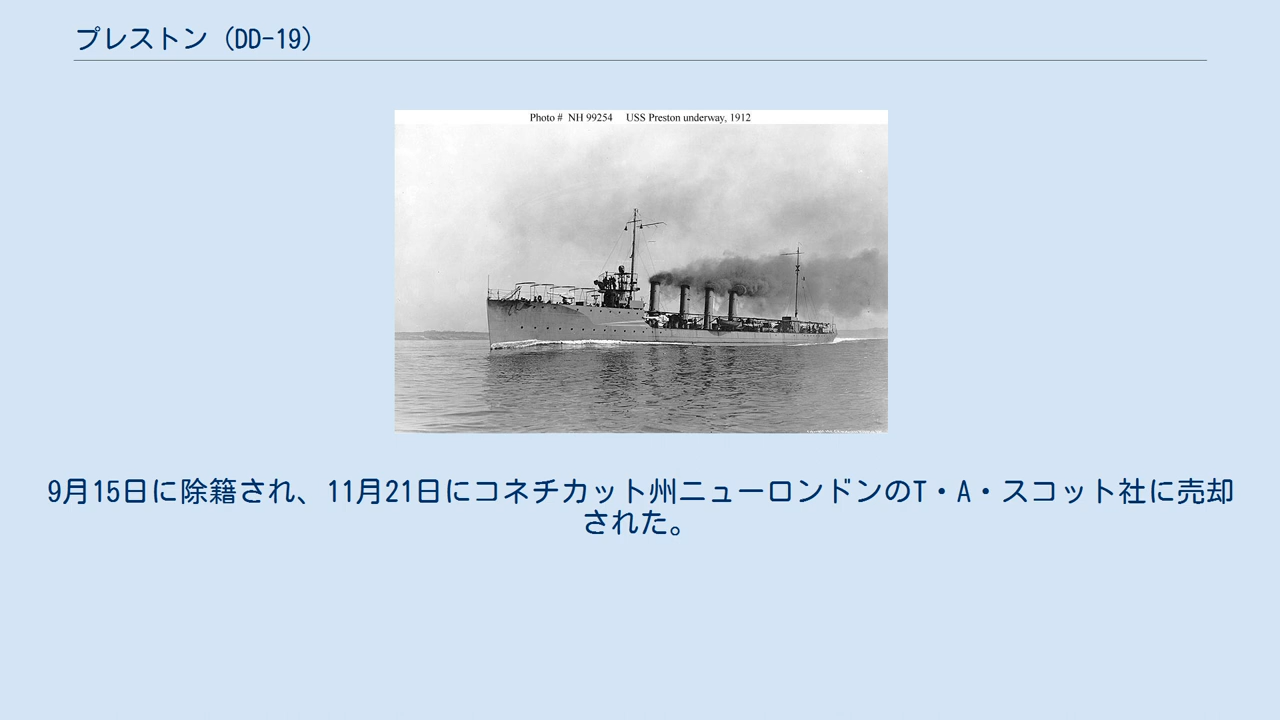 プレストン（DD-19）
Photo # NH 99254 USS Preston underway, 1912
9月15日に除籍され、11月21日にコネチカット州ニューロンドンのT・A・スコット社に売却
された。